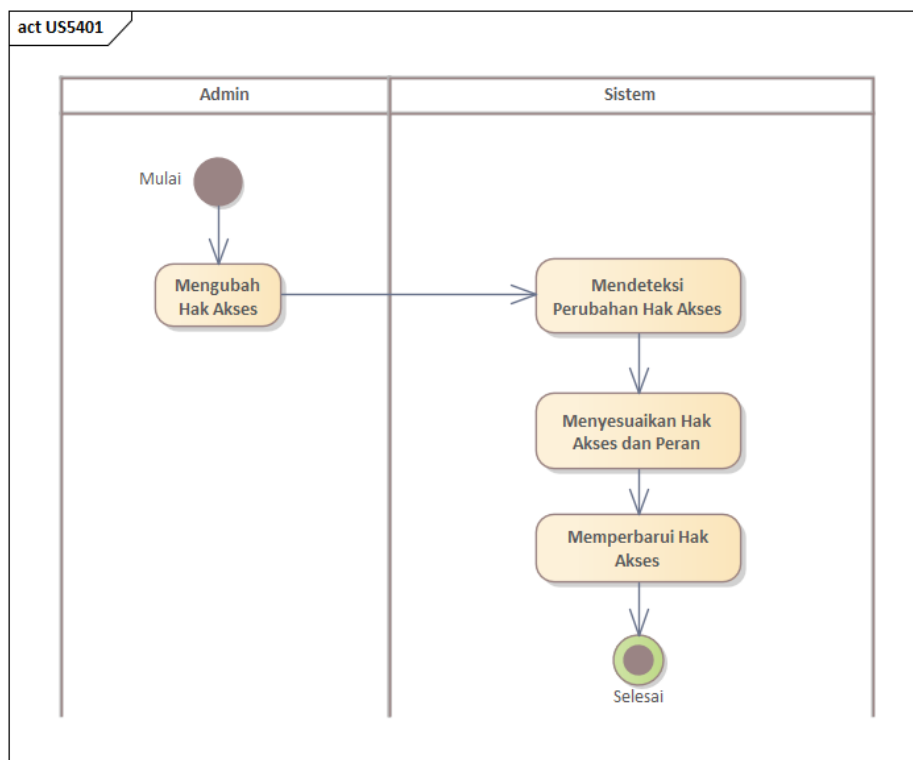 act US5401
Admin
Sistem
Mulai
Mengubah
Hak Akses
Mendeteksi
Perubahan Hak Akses
Menyesuaikan Hak
Akses dan Peran
Memperbarui Hak
Akses
Selesai